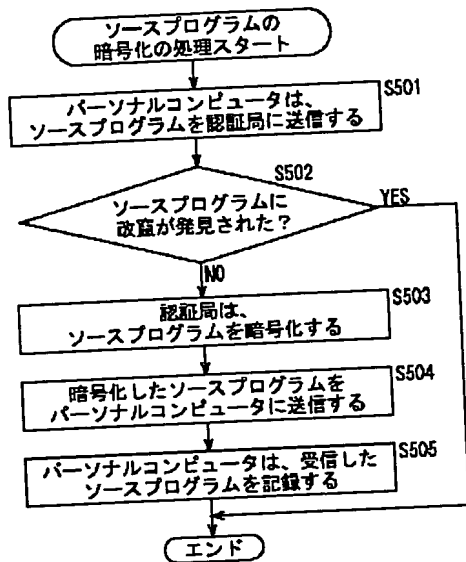 ソースプログラムの
暗号化の処理スタート
S501
パーソナルコンピュータは、
ソースプログラムを認証局に送信する
S502
ソースプログラムに
改竄が発見された?
YES
NO
S503
認証局は、
ソースプログラムを暗号化する
S504
暗号化したソースプログラムを
パーソナルコンピュータに送信する
S505
パーソナルコンピュータは、受信した
ソースプログラムを記録する
エンド